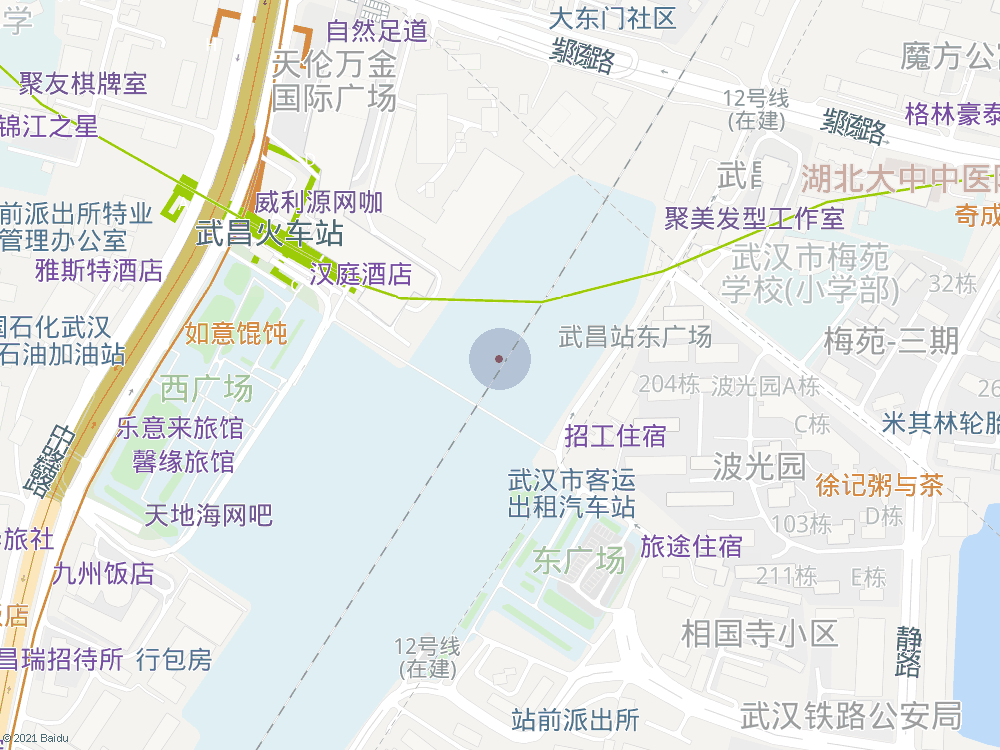 学
自然足道
大东门社区
天伦万金
国际广场
聚友棋牌室
锦江之星
魔方公
12号线
(在建)
格林豪泰
武昌
湖北大中中医
威利源网咖
聚美发型工作室
奇成
前派出所特业
管理办公室
武昌火车站
雅斯特酒店
汉庭酒店
武汉市梅苑
学校(小学部)
32栋
石化武汉
石油加油站
如意馄饨
武昌站东广场
梅苑-三期
西广场
204栋
波光园A栋
26
C栋
米其林轮胎
乐意来旅馆
馨缘旅馆
招工住宿
波光园
武汉市客运
出租汽车站
徐记粥与茶
天地海网吧
103栋
D栋
旅社
旅途住宿
东广场
九州饭店
211栋
E栋
店
相国寺小区
昌瑞招待所
行包房
12号线
(在建)
站前派出所
武汉铁路公安局
© 2021 Baidu